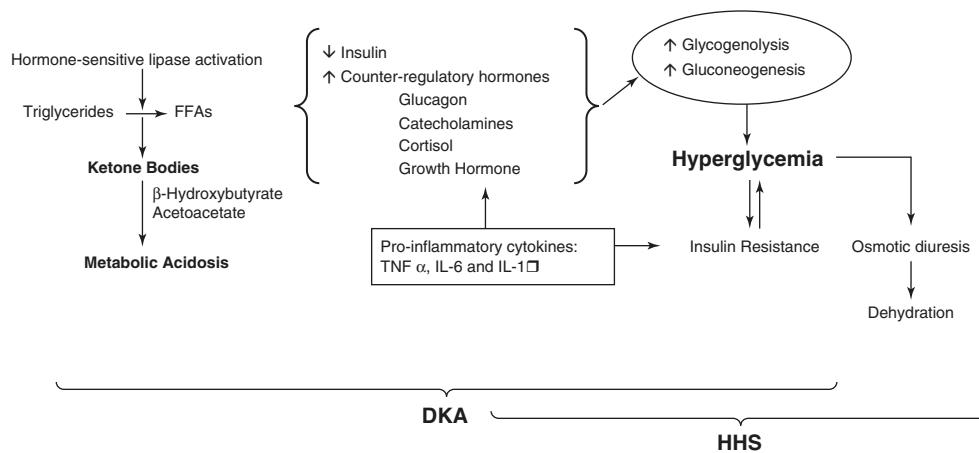 Hormone-sensitive lipase activation
Triglycerides
FFAs
Ketone Bodies
β-Hydroxybutyrate
Acetoacetate
Metabolic Acidosis
↓ Insulin
↑ Counter-regulatory hormones
Glucagon
Catecholamines
Cortisol
Growth Hormone
Pro-inflammatory cytokines:
TNF α, IL-6 and IL-1❒
↑ Glycogenolysis
↑ Gluconeogenesis
Hyperglycemia
Insulin Resistance
Osmotic diuresis
Dehydration
DKA
HHS